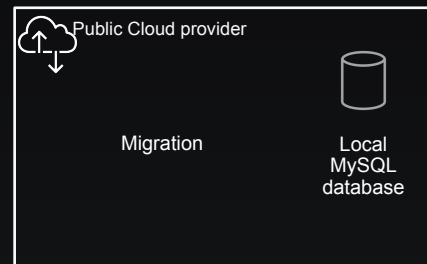 Public Cloud provider
Migration
Local
MySQL
database